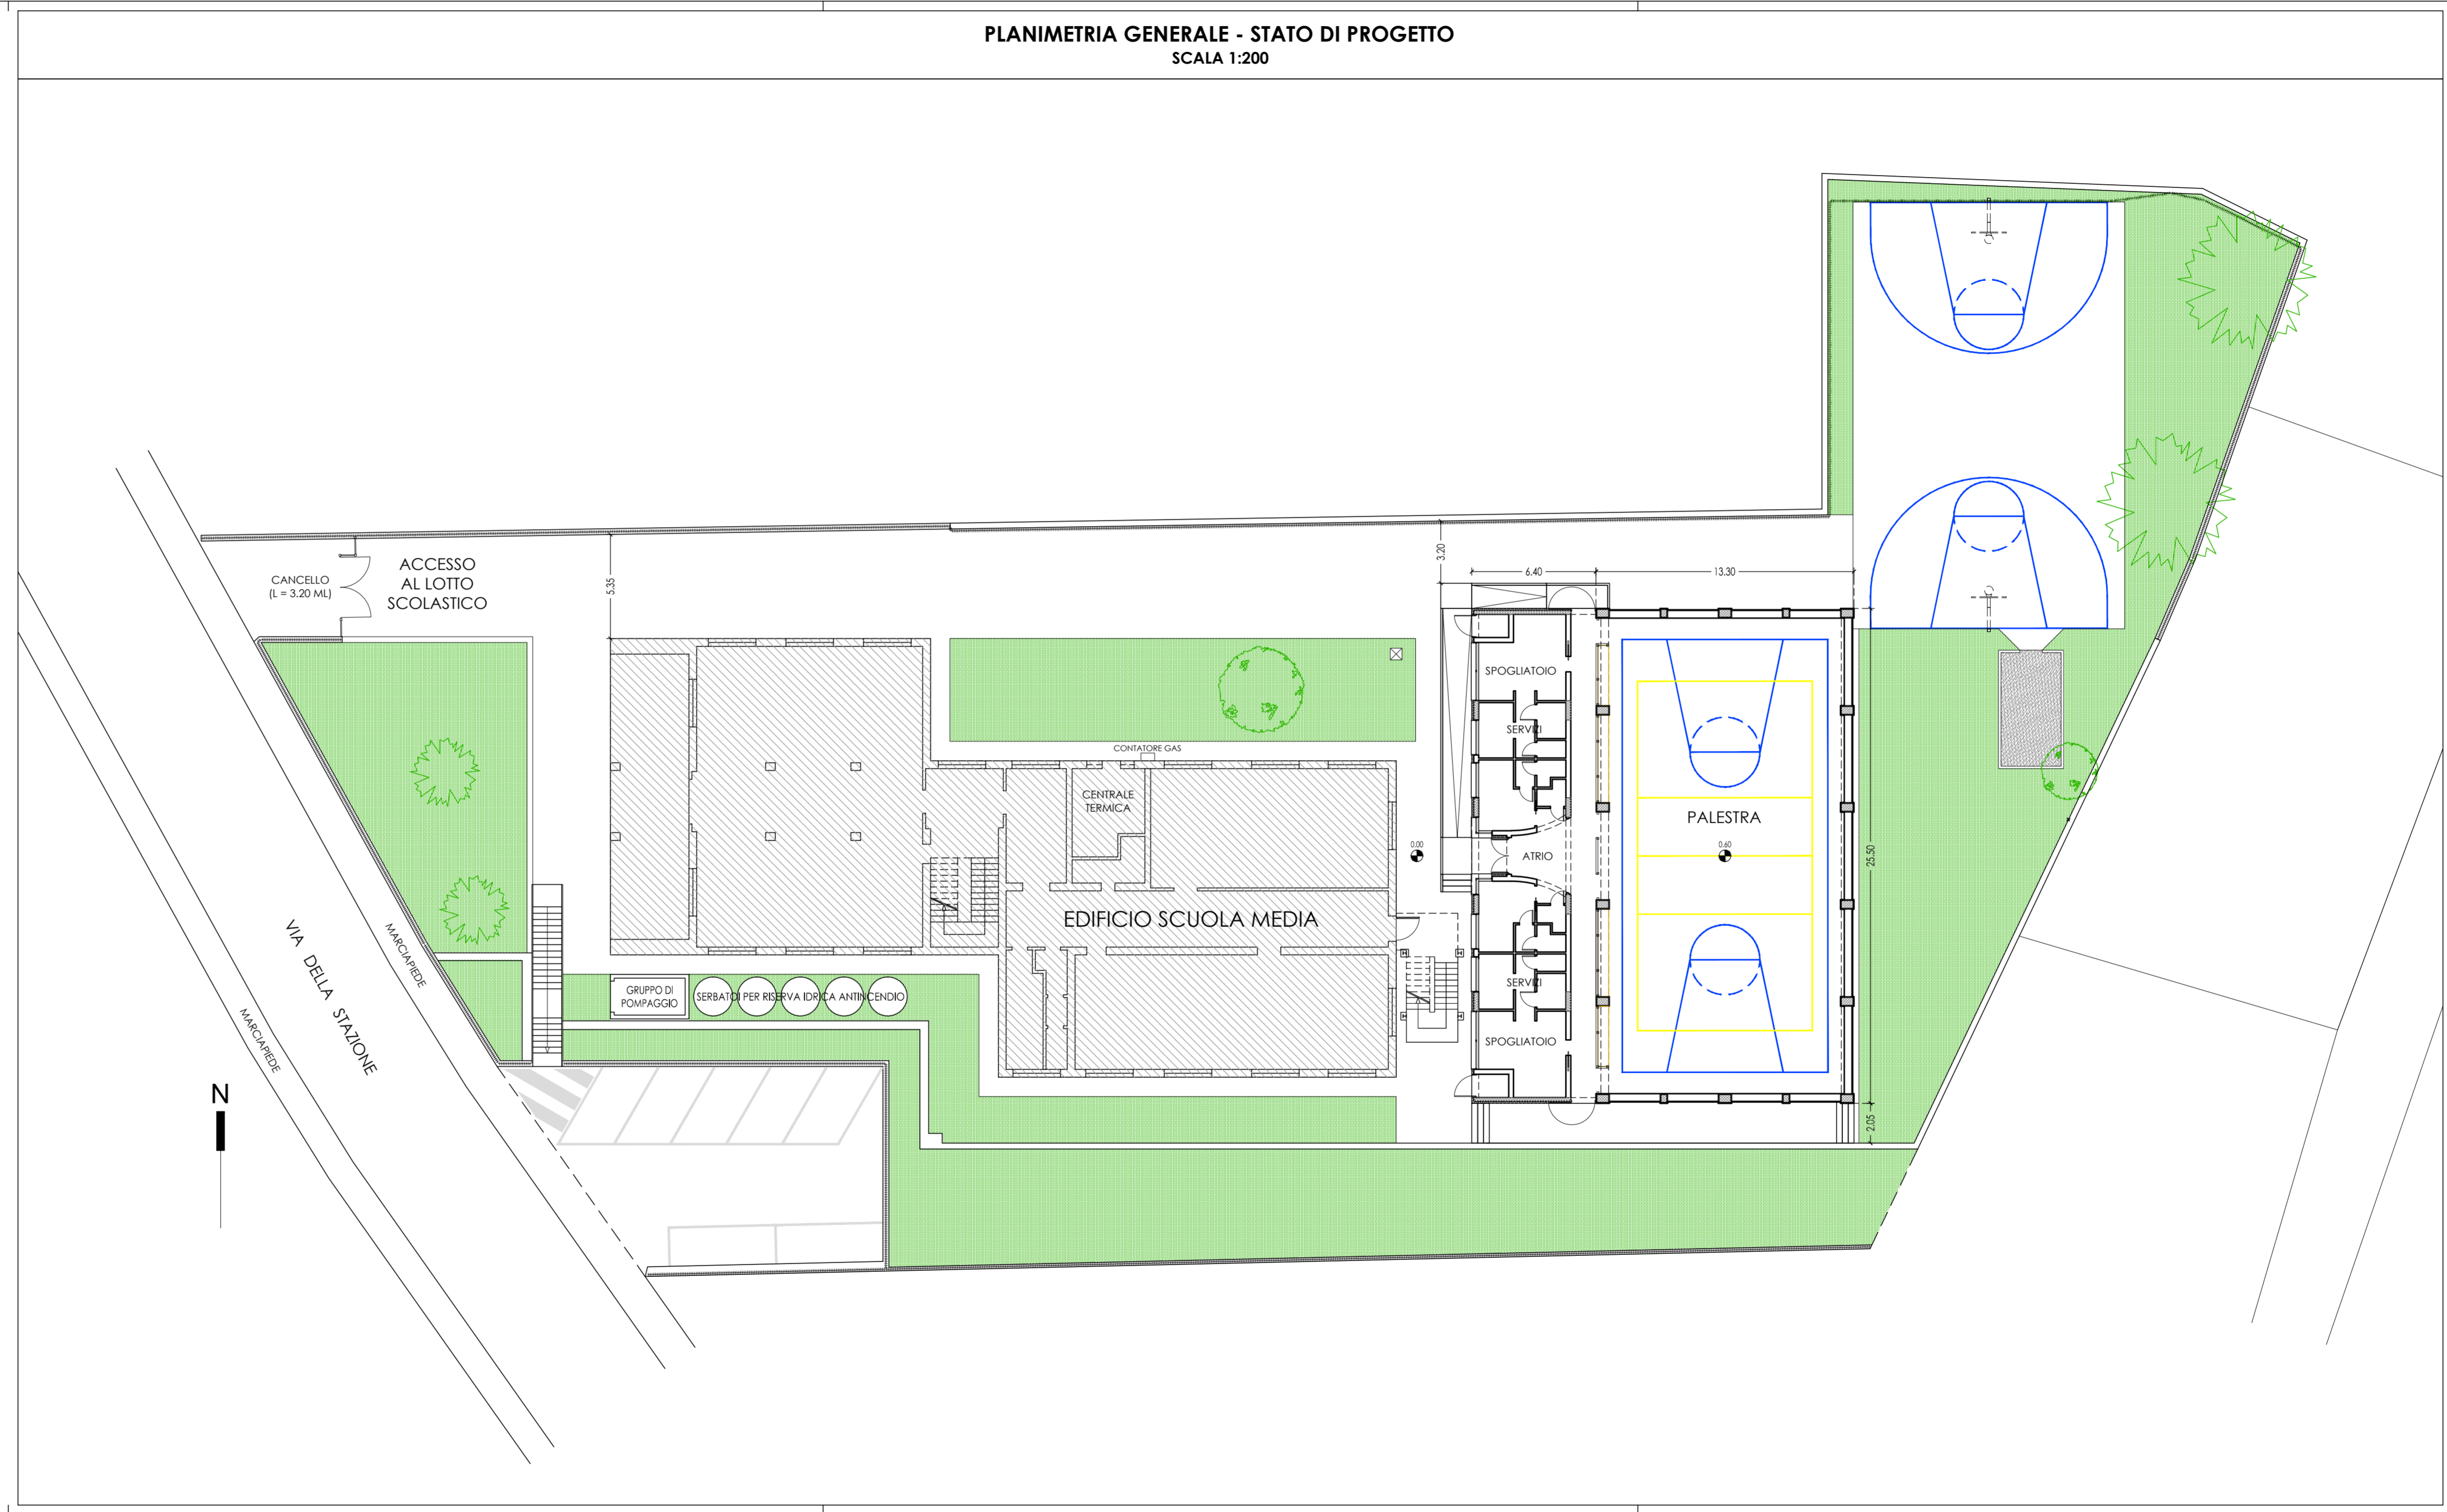 PLANIMETRIA GENERALE - STATO DI PROGETTO
SCALA 1:200
ACCESSO
AL LOTTO
SCOLASTICO
CANCELLO
(L = 3.20 ML)
5.35
3.20
6.40
13.30
SPOGLIATOIO
SERVIZI
CONTATORE GAS
CENTRALE
TERMICA
PALESTRA
0.00
ATRIO
0.60
25.50
EDIFICIO SCUOLA MEDIA
VIA DELLA STAZIONE
MARCIAPIEDE
MARCIAPIEDE
GRUPPO DI
POMPAGGIO
SERBATOI PER RISERVA IDRICA ANTINCENDIO
SERVIZI
SPOGLIATOIO
2.05
N